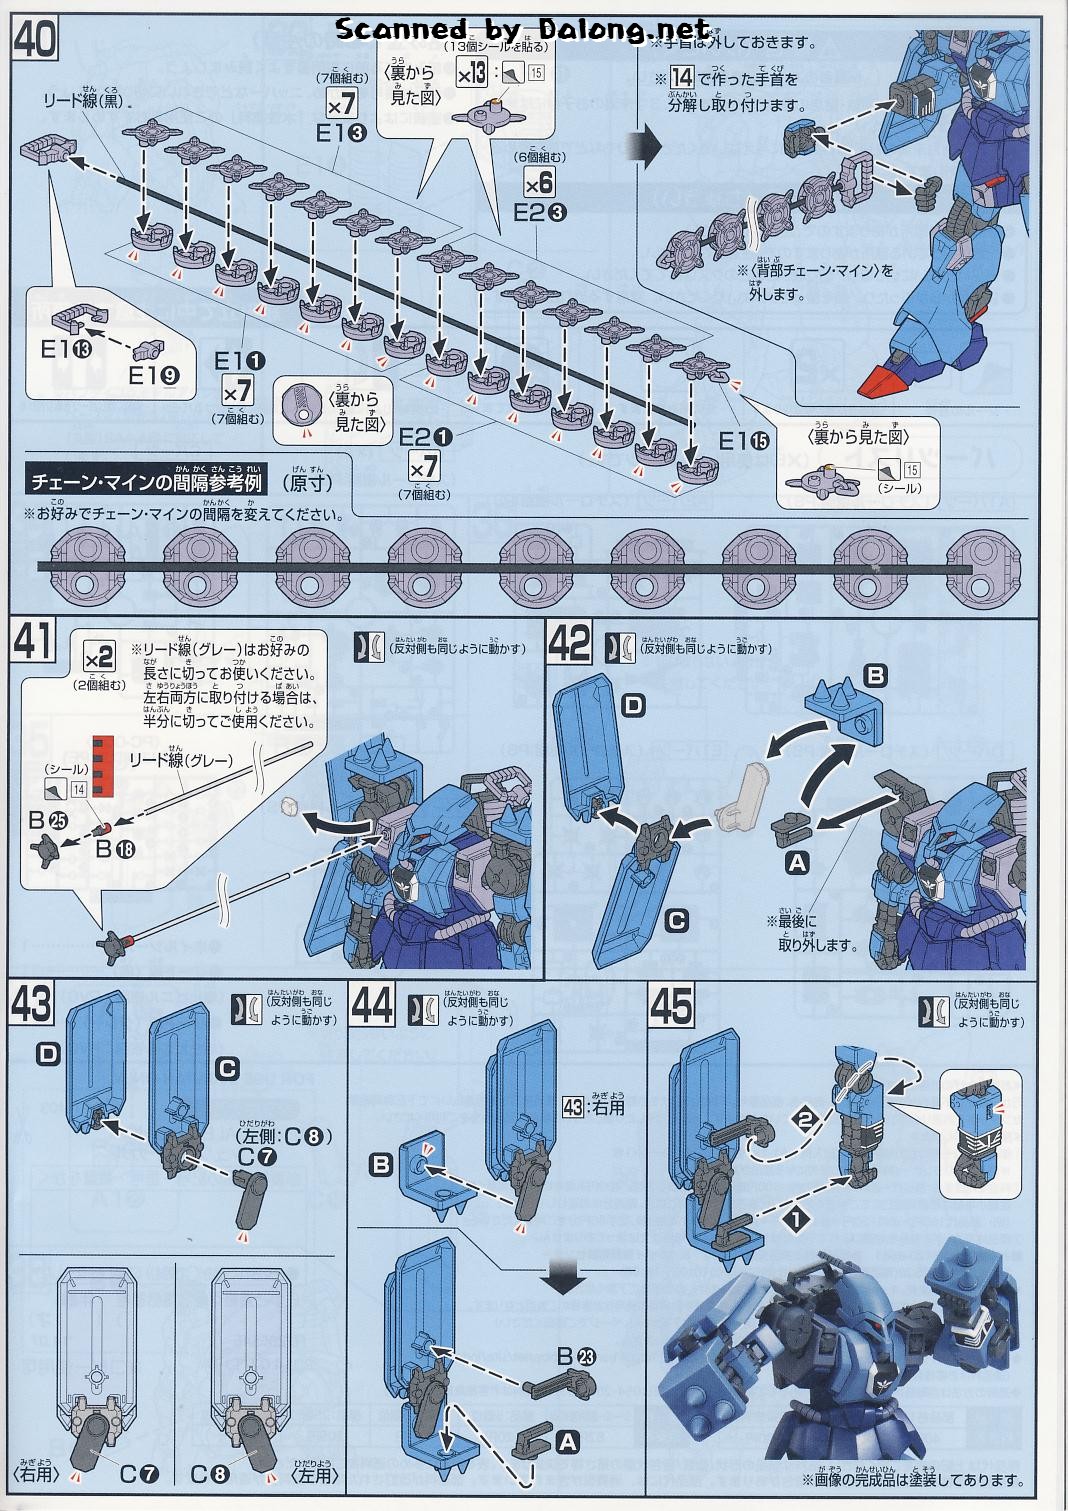 Scanned by Dalong.net
40
リード線(黒)
(7個組む)
×7
E1❸
(13個シールを貼る)
〈裏から
見た図〉
×13:
15
(6個組む)
×6
E2❸
※手首は外しておきます。
※14で作った手首を
分解し取り付けます。
※〈背部チェーン・マイン〉を
外します。
E1⓭
E1❾
E1❶
×7
(7個組む)
〈裏から
見た図〉
E2❶
×7
(7個組む)
E1⓯
〈裏から見た図〉
15
(シール)
チェーン・マインの間隔参考例
(原寸)
※お好みでチェーン・マインの間隔を変えてください。
41
×2
(2個組む)
※リード線(グレー)はお好みの
長さに切ってお使いください。
左右両方に取り付ける場合は、
半分に切ってご使用ください。
(反対側も同じように動かす)
リード線(グレー)
(シール)
14
B㉕
B⓲
42
(反対側も同じように動かす)
D
B
A
C
※最後に
取り外します。
43
(反対側も同じ
ように動かす)
D
C
(左側:C❽)
C❼
〈右用〉
C❼
C❽
〈左用〉
44
(反対側も同じ
ように動かす)
43:右用
B
B㉓
A
45
(反対側も同じ
ように動かす)
2
1
※画像の完成品は塗装してあります。